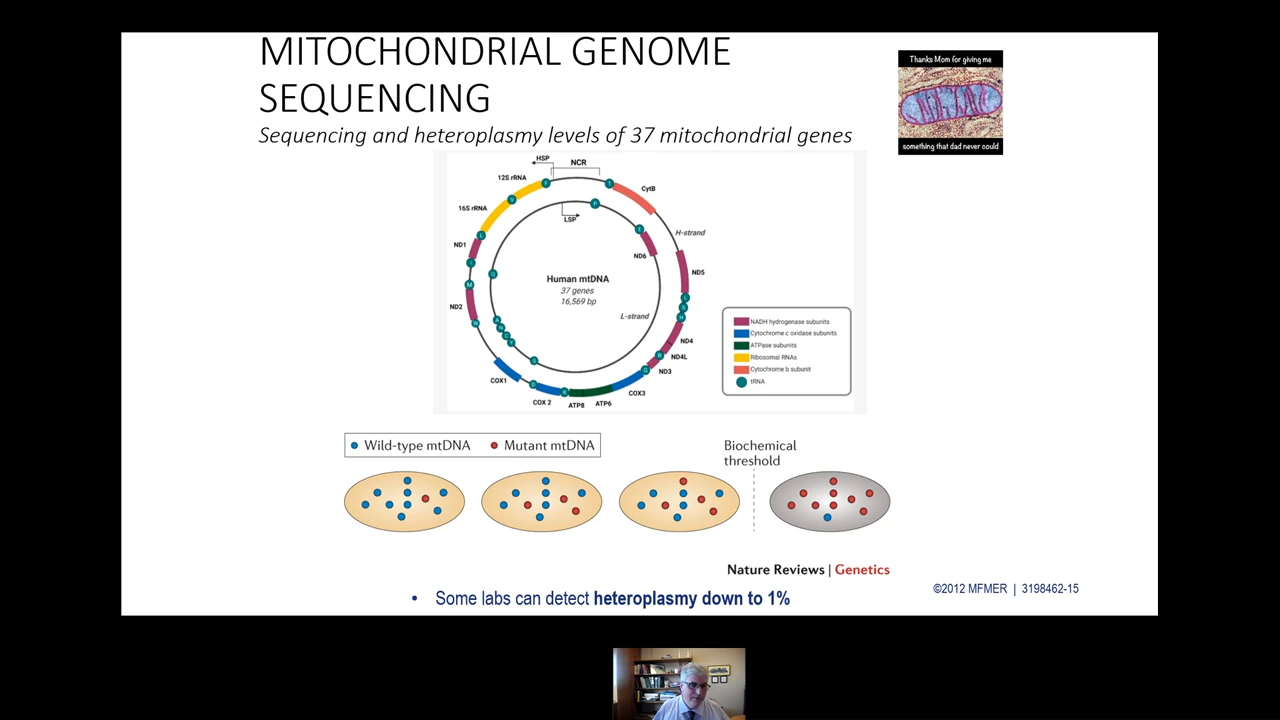 MITOCHONDRIAL GENOME
SEQUENCING
Sequencing and heteroplasmy levels of 37 mitochondrial genes
Thanks Mom for giving me
something that dad never could
HSP
NCR
12S rRNA
F
T
CytB
V
16S rRNA
LSP
P
L
E
H-strand
ND1
ND6
I
Q
ND5
M
Human mtDNA
37 genes
16,569 bp
L
S
ND2
L-strand
H
W
A
N
C
Y
ND4
R
ND4L
S
G
ND3
COX1
D
K
COX3
COX 2
ATP8
ATP6
NADH hydrogenase subunits
Cytochrome c oxidase subunits
ATPase subunits
Ribosomal RNAs
Cytochrome b subunit
tRNA
Wild-type mtDNA
Mutant mtDNA
Biochemical
threshold
Nature Reviews | Genetics
©2012 MFMER | 3198462-15
• Some labs can detect heteroplasmy down to 1%